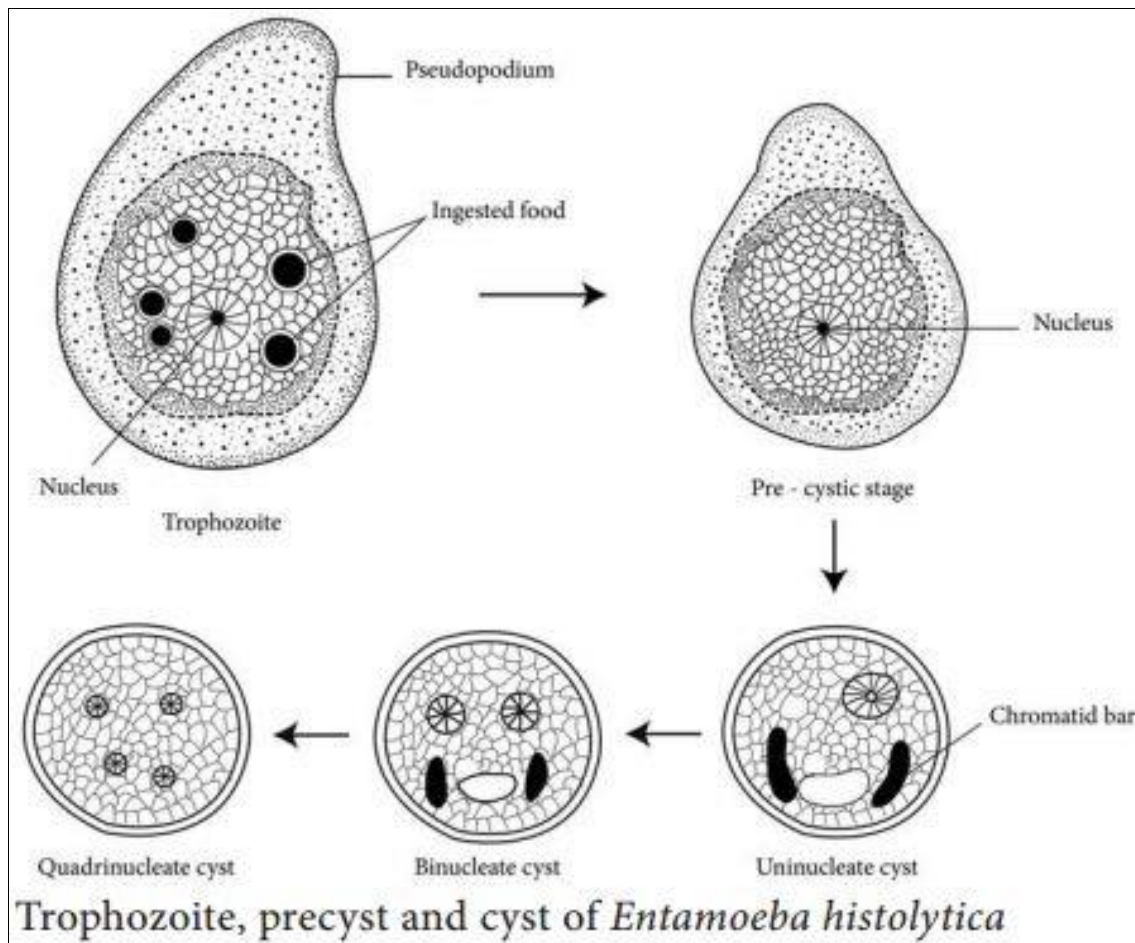 Pseudopodium
Ingested food
Nucleus
Nucleus
Trophozoite
Pre - cystic stage
Chromatid bar
Quadrinucleate cyst
Binucleate cyst
Uninucleate cyst
Trophozoite, precyst and cyst of Entamoeba histolytica